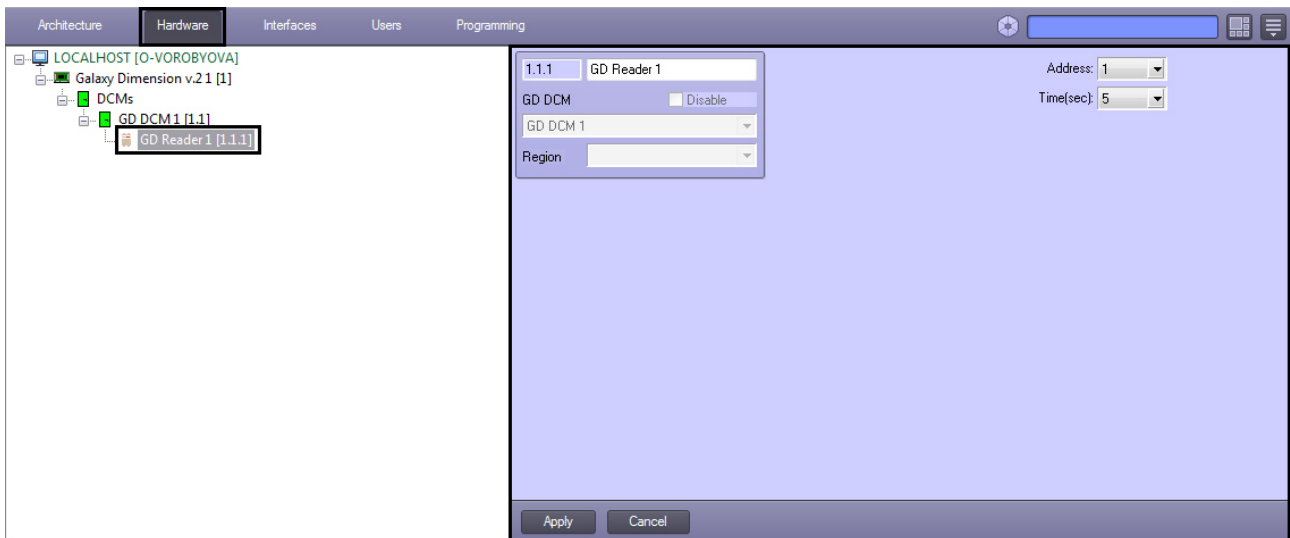 Architecture Hardware Interfaces Users Programming
LOCALHOST [O-VOROBYOVA]
Galaxy Dimension v.2 1 [1]
DCMs
GD DCM 1 [1.1]
GD Reader 1 [1.1.1]
1.1.1 GD Reader 1
GD DCM Disable
GD DCM 1
Region
Address: 1
Time(sec): 5
Apply Cancel